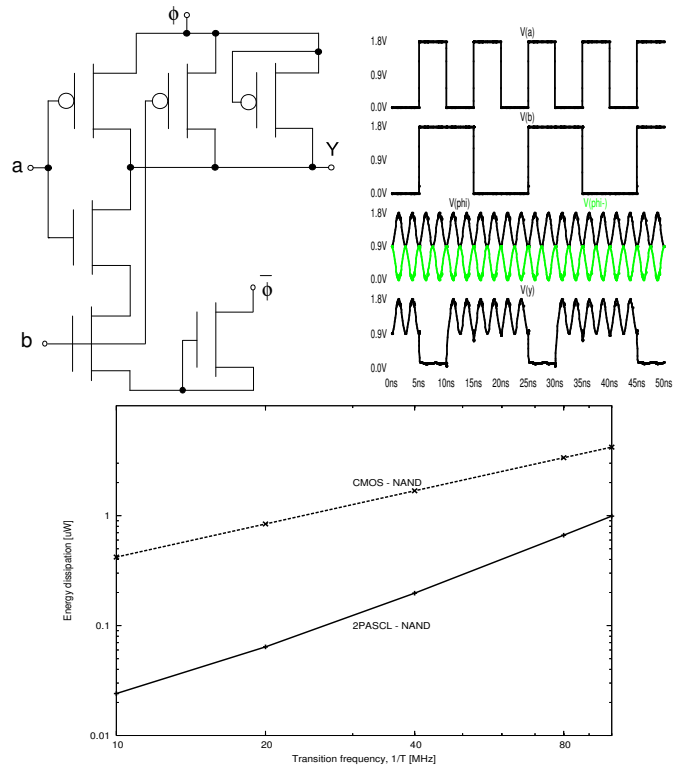 ϕ
a
Y
ϕ̅
b
V(a)
1.8V
0.9V
0.0V
V(b)
1.8V
0.9V
0.0V
V(phi) V(phi-)
1.8V
0.9V
0.0V
V(y)
1.8V
0.9V
0.0V
0ns 5ns 10ns 15ns 20ns 25ns 30ns 35ns 40ns 45ns 50ns
Energy dissipation [uW]
1
0.1
0.01
CMOS - NAND
2PASCL - NAND
10 20 40 80
Transition frequency, 1/T [MHz]